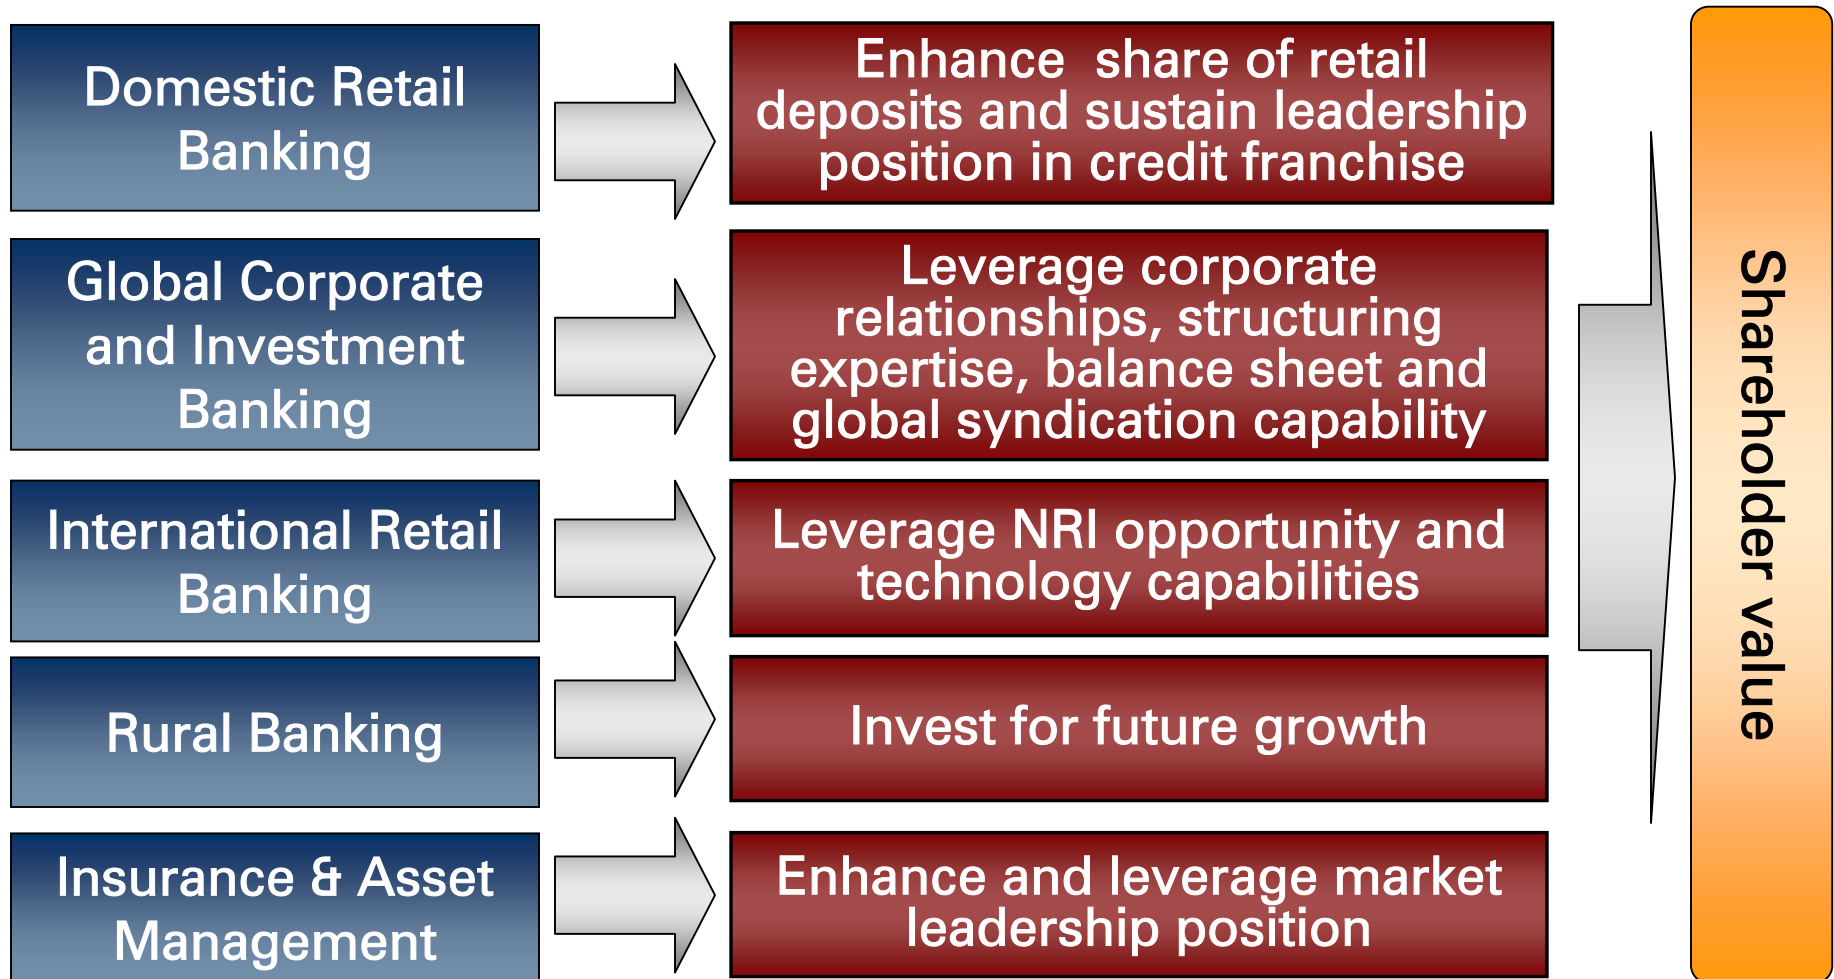 Domestic Retail
Banking
Enhance share of retail
deposits and sustain leadership
position in credit franchise
Global Corporate
and Investment
Banking
Leverage corporate
relationships, structuring
expertise, balance sheet and
global syndication capability
International Retail
Banking
Leverage NRI opportunity and
technology capabilities
Rural Banking
Invest for future growth
Insurance & Asset
Management
Enhance and leverage market
leadership position
Shareholder value